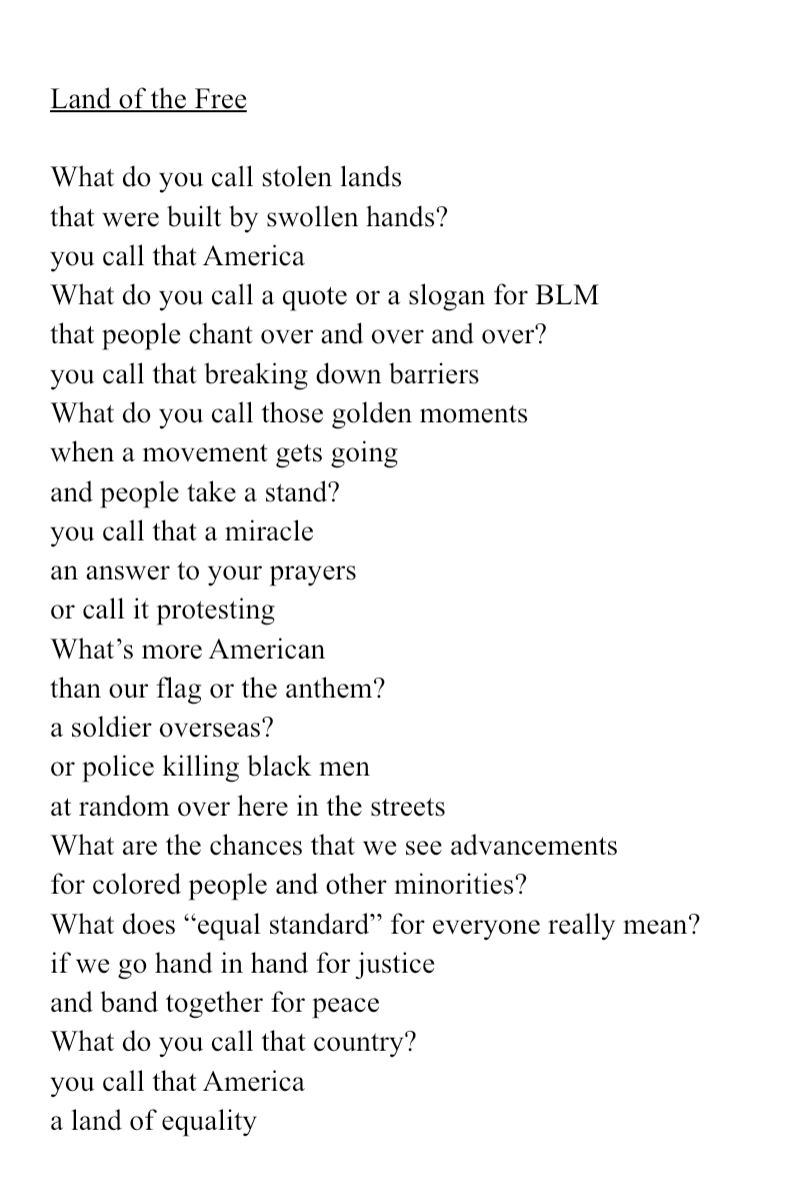 Land of the Free
What do you call stolen lands
that were built by swollen hands?
you call that America
What do you call a quote or a slogan for BLM
that people chant over and over and over?
you call that breaking down barriers
What do you call those golden moments
when a movement gets going
and people take a stand?
you call that a miracle
an answer to your prayers
or call it protesting
What’s more American
than our flag or the anthem?
a soldier overseas?
or police killing black men
at random over here in the streets
What are the chances that we see advancements
for colored people and other minorities?
What does “equal standard” for everyone really mean?
if we go hand in hand for justice
and band together for peace
What do you call that country?
you call that America
a land of equality